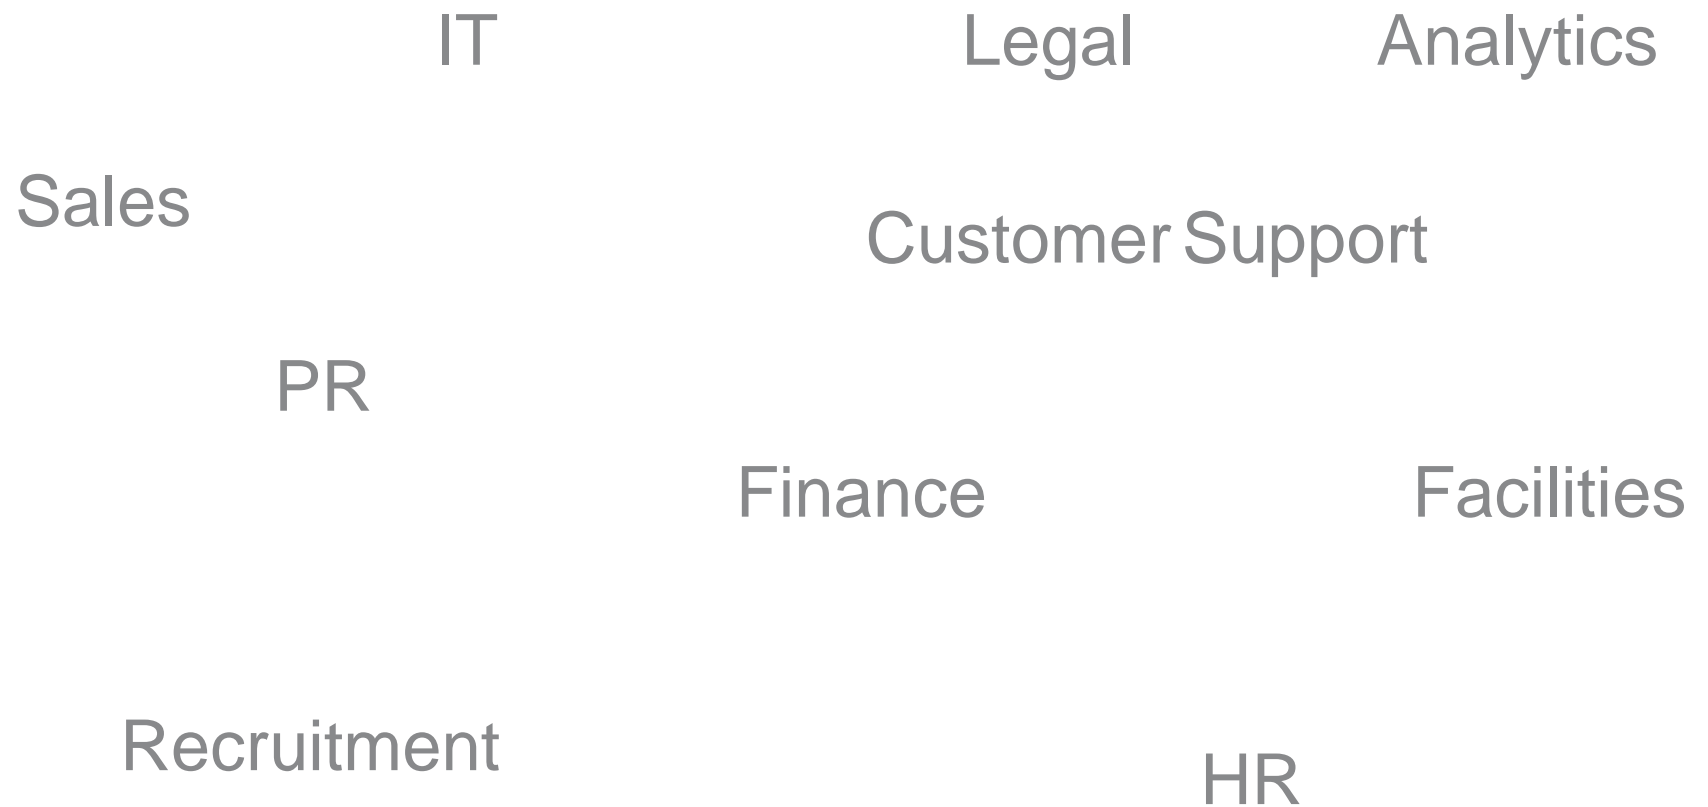 IT
Legal
Analytics
Sales
Customer Support
PR
Finance
Facilities
Recruitment
HR